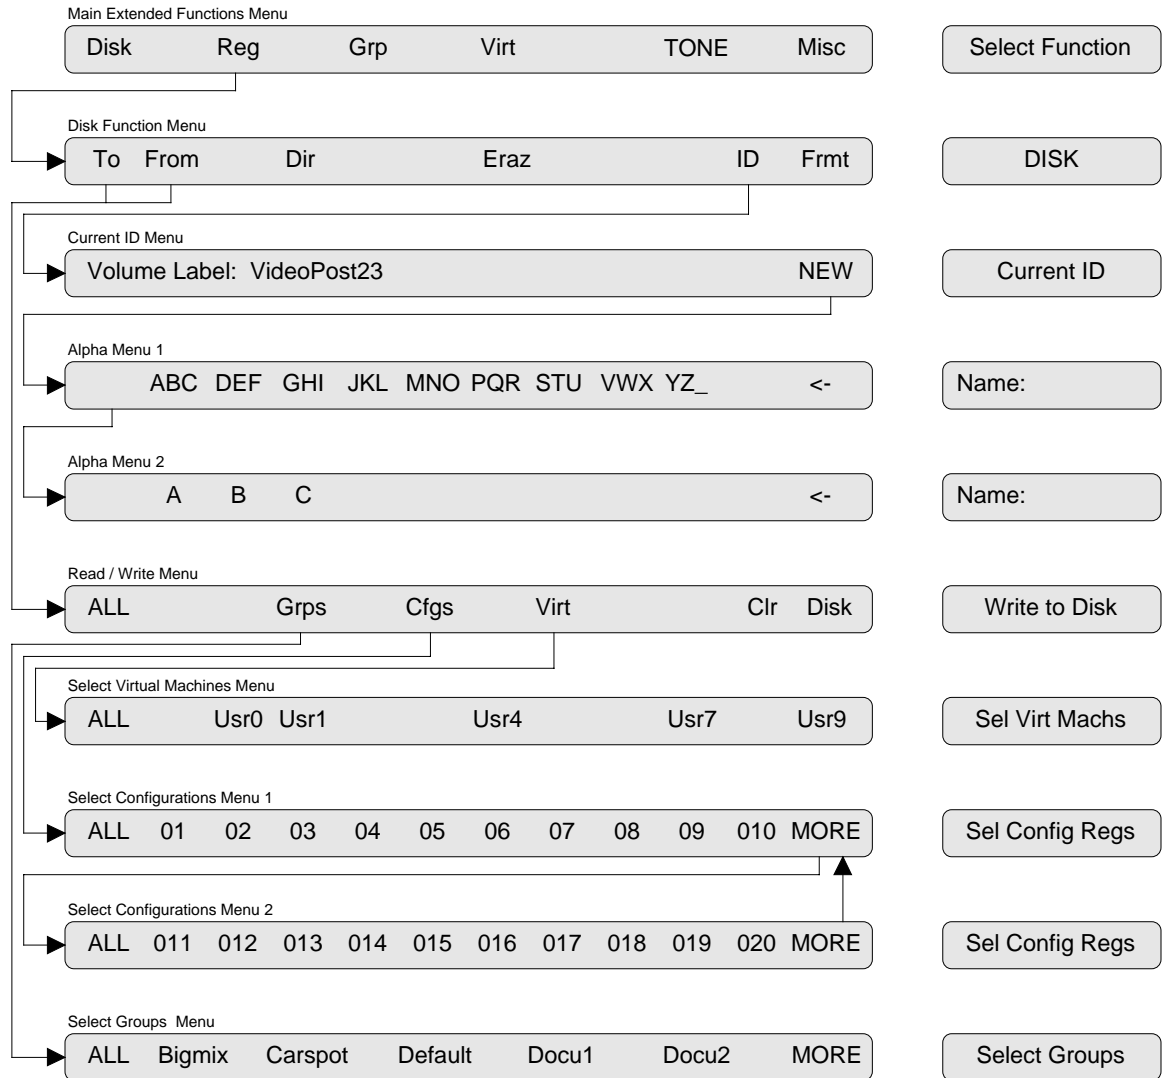 Main Extended Functions Menu
Disk Reg Grp Virt TONE Misc Select Function
Disk Function Menu
To From Dir Eraz ID Frmt DISK
Current ID Menu
Volume Label: VideoPost23 NEW Current ID
Alpha Menu 1
ABC DEF GHI JKL MNO PQR STU VWX YZ_ <- Name:
Alpha Menu 2
A B C <- Name:
Read / Write Menu
ALL Grps Cfgs Virt Clr Disk Write to Disk
Select Virtual Machines Menu
ALL Usr0 Usr1 Usr4 Usr7 Usr9 Sel Virt Machs
Select Configurations Menu 1
ALL 01 02 03 04 05 06 07 08 09 010 MORE Sel Config Regs
Select Configurations Menu 2
ALL 011 012 013 014 015 016 017 018 019 020 MORE Sel Config Regs
Select Groups Menu
ALL Bigmix Carspot Default Docu1 Docu2 MORE Select Groups